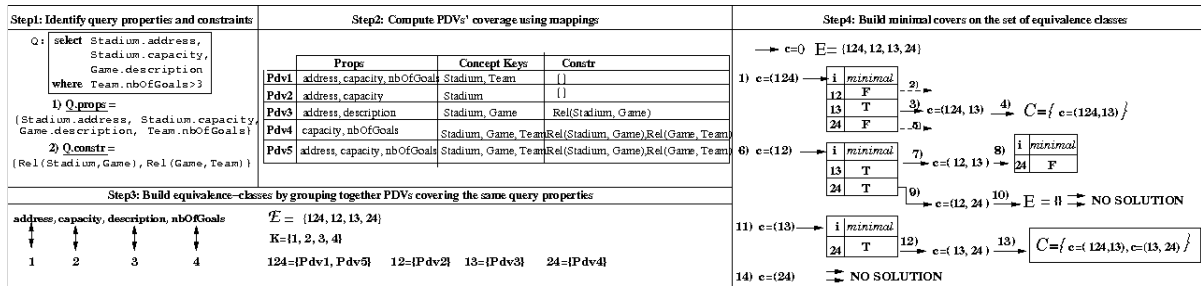 Step1: Identify query properties and constraints
Q: select Stadium.address,
Stadium.capacity,
Game.description
where Team.nbOfGoals>3
1) Q.props=
{Stadium.address, Stadium.capacity,
Game.description, Team.nbOfGoals}
2) Q.constr=
{Rel(Stadium,Game), Rel(Game,Team)}
Step2: Compute PDVs' coverage using mappings
Props Concept Keys Constr
Pdv1 address, capacity, nbOfGoals Stadium, Team []
Pdv2 address, capacity Stadium []
Pdv3 address, description Stadium, Game Rel(Stadium, Game)
Pdv4 capacity, nbOfGoals Stadium, Game, Team Rel(Stadium, Game),Rel(Game, Team)
Pdv5 address, capacity, nbOfGoals Stadium, Game, Team Rel(Stadium, Game),Rel(Game, Team)
Step3: Build equivalence-classes by grouping together PDVs covering the same query properties
address, capacity, description, nbOfGoals
1 2 3 4
E = {124, 12, 13, 24}
K={1, 2, 3, 4}
124={Pdv1, Pdv5} 12={Pdv2} 13={Pdv3} 24={Pdv4}
Step4: Build minimal covers on the set of equivalence classes
c=0 E= {124, 12, 13, 24}
1) c=(124)
i minimal
12 F 2)
13 T 3) c=(124, 13) 4) C={ c=(124,13) }
24 F 5)
6) c=(12)
i minimal
13 T 7) c=( 12, 13) 8)
24 T 9) c=(12, 24) 10) E = {} NO SOLUTION
i minimal
24 F
11) c=(13)
i minimal
24 T 12) c=( 13, 24) 13) C={ c=( 124,13), c=(13, 24) }
14) c=(24) NO SOLUTION